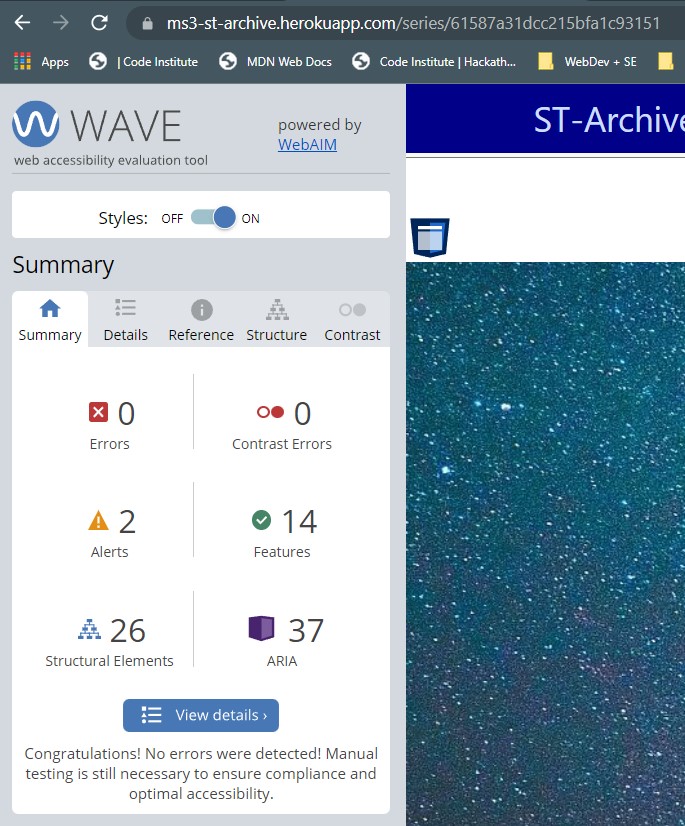 ms3-st-archive.herokuapp.com/series/61587a31dcc215bfa1c93151
Apps | Code Institute MDN Web Docs Code Institute | Hackath... WebDev + SE
WAVE
web accessibility evaluation tool
powered by
WebAIM
ST-Archive
Styles: OFF ON
Summary
Summary Details Reference Structure Contrast
0 0
Errors Contrast Errors
2 14
Alerts Features
26 37
Structural Elements ARIA
View details ›
Congratulations! No errors were detected! Manual
testing is still necessary to ensure compliance and
optimal accessibility.